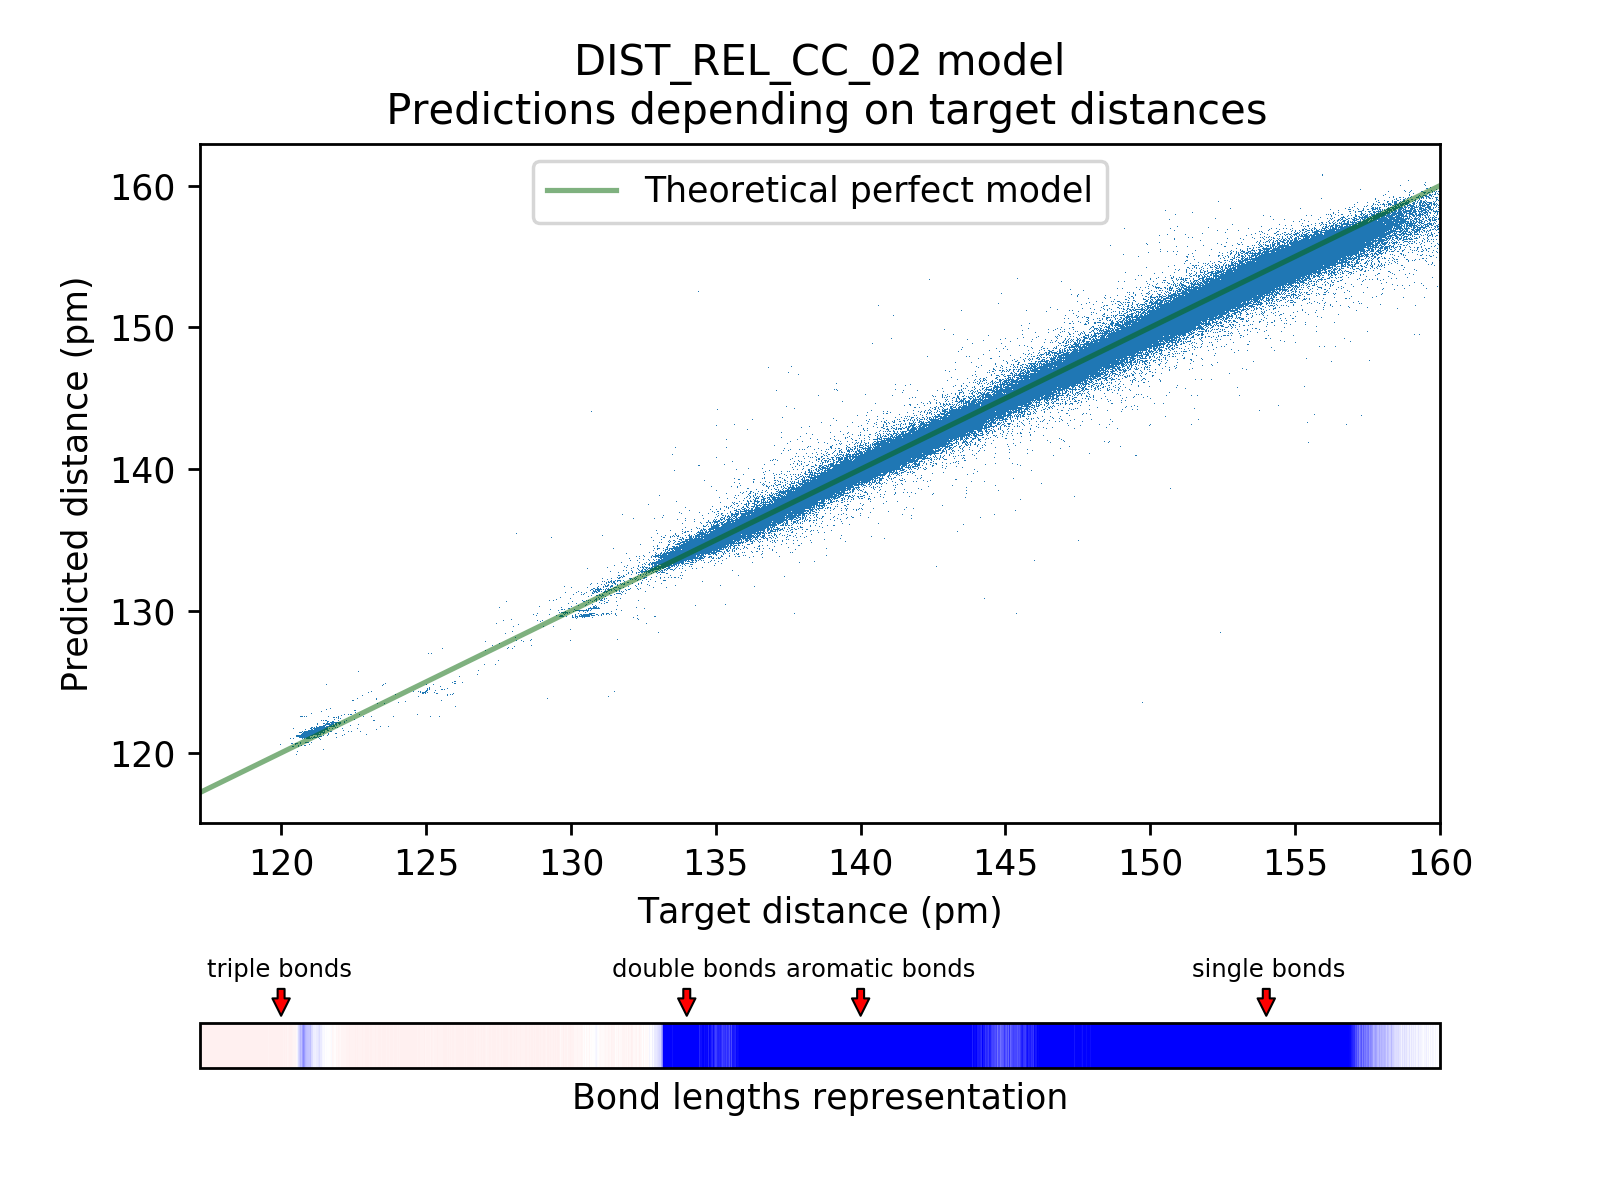 DIST_REL_CC_02 model
Predictions depending on target distances
Theoretical perfect model
160
150
140
130
120
Predicted distance (pm)
120 125 130 135 140 145 150 155 160
Target distance (pm)
triple bonds double bonds aromatic bonds single bonds
Bond lengths representation